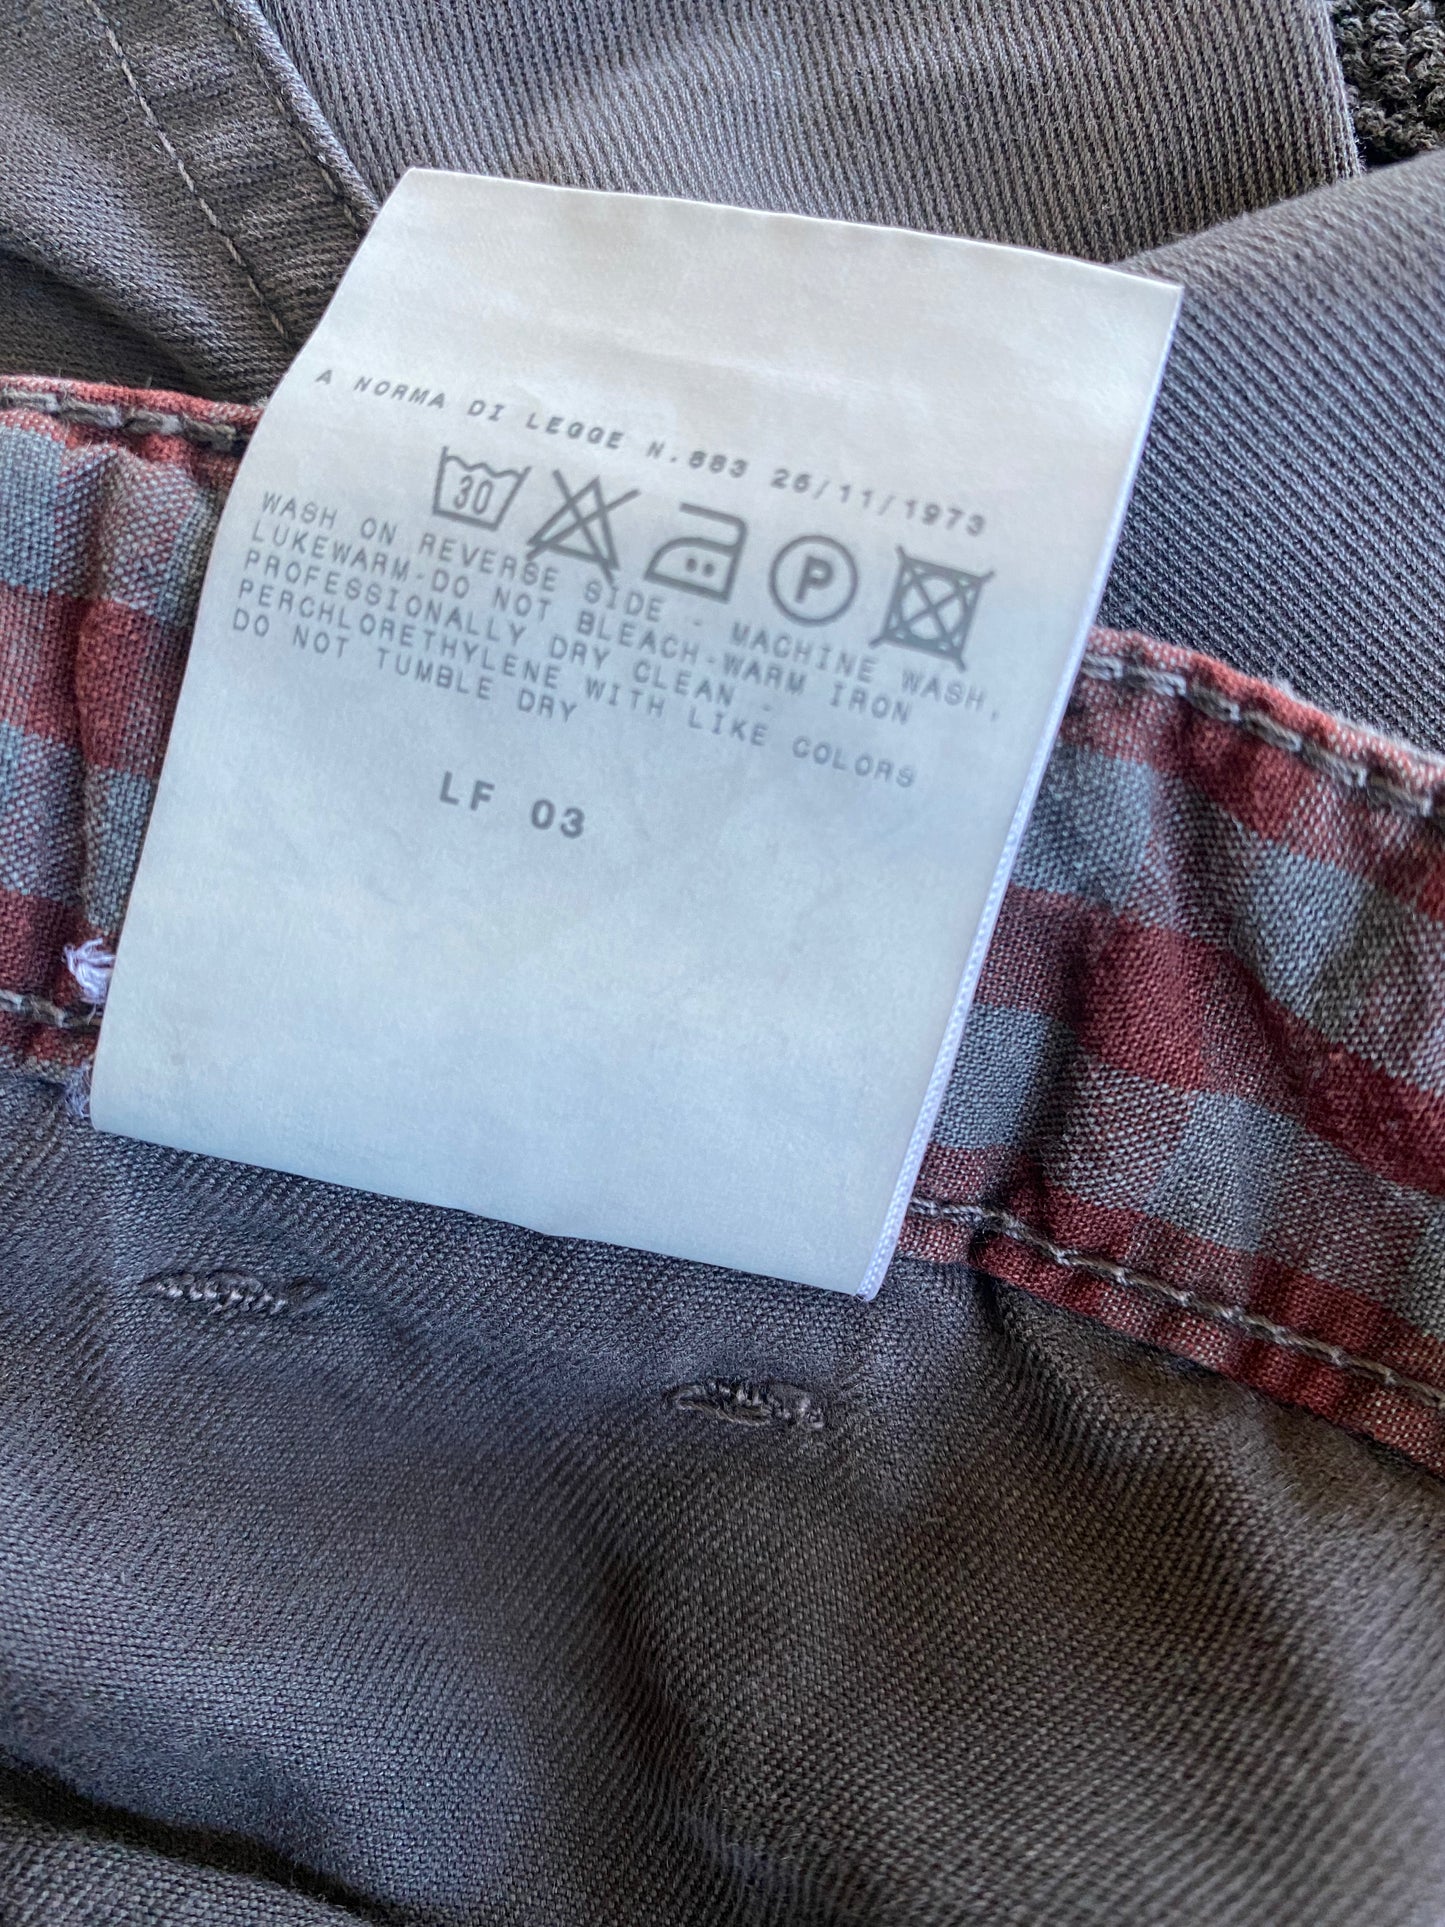 A NORMA DI LEGGE N.883 26/11/1973
30
P
WASH ON REVERSE SIDE - MACHINE WASH,
LUKEWARM-DO NOT BLEACH-WARM IRON
PROFESSIONALLY DRY CLEAN -
PERCHLORETHYLENE WITH LIKE COLORS
DO NOT TUMBLE DRY
LF 03